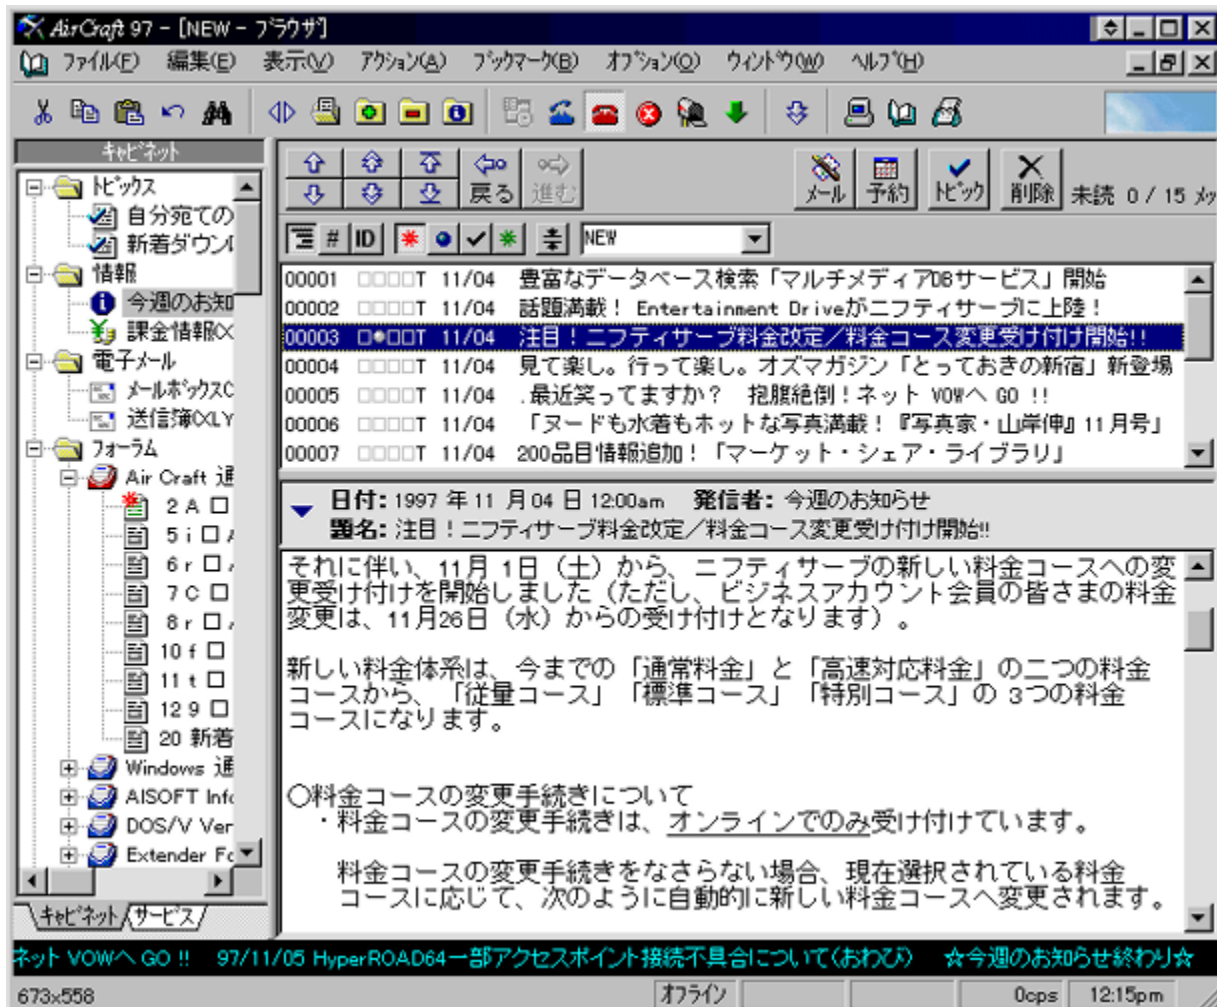 AirCraft 97 - [NEW - ブラウザ]
ファイル(F) 編集(E) 表示(V) アクション(A) ブックマーク(B) オプション(O) ウィンドウ(W) ヘルプ(H)
キャビネット
トピックス
自分宛ての
新着ダウンロ
情報
今週のお知
課金情報(X
電子メール
メールボックス(
送信簿(XLY
フォーラム
Air Craft 通
2 A 口
5 i 口
6 r 口
7 C 口
8 r 口
10 f 口
11 t 口
12 9 口
20 新着
Windows 通
AISOFT Info
DOS/V Ver
Extender Fo
キャビネット サービス
戻る 進む メール 予約 トピック 削除 未読 0 / 15 メッ
# ID NEW
00001 □□□□T 11/04 豊富なデータベース検索「マルチメディアDBサービス」開始
00002 □□□□T 11/04 話題満載! Entertainment Driveがニフティサーブに上陸!
00003 □●□□T 11/04 注目!ニフティサーブ料金改定/料金コース変更受け付け開始!!
00004 □□□□T 11/04 見て楽し。行って楽し。オズマガジン「とっておきの新宿」新登場
00005 □□□□T 11/04 .最近笑ってますか? 抱腹絶倒!ネット VOWへ GO !!
00006 □□□□T 11/04 「ヌードも水着もホットな写真満載!『写真家・山岸伸』11月号」
00007 □□□□T 11/04 200品目情報追加!「マーケット・シェア・ライブラリ」
日付: 1997 年 11 月 04 日 12:00am 発信者: 今週のお知らせ
題名: 注目!ニフティサーブ料金改定/料金コース変更受け付け開始!!
それに伴い、11月 1日(土)から、ニフティサーブの新しい料金コースへの変
更受け付けを開始しました(ただし、ビジネスアカウント会員の皆さまの料金
変更は、11月26日(水)からの受け付けとなります)。
新しい料金体系は、今までの「通常料金」と「高速対応料金」の二つの料金
コースから、「従量コース」「標準コース」「特別コース」の 3つの料金
コースになります。
○料金コースの変更手続きについて
・料金コースの変更手続きは、オンラインでのみ受け付けています。
料金コースの変更手続きをなさらない場合、現在選択されている料金
コースに応じて、次のように自動的に新しい料金コースへ変更されます。
ネット VOWへ GO !! 97/11/05 HyperROAD64一部アクセスポイント接続不具合について(おわび) ☆今週のお知らせ終わり☆
673x558 オフライン 0cps 12:15pm